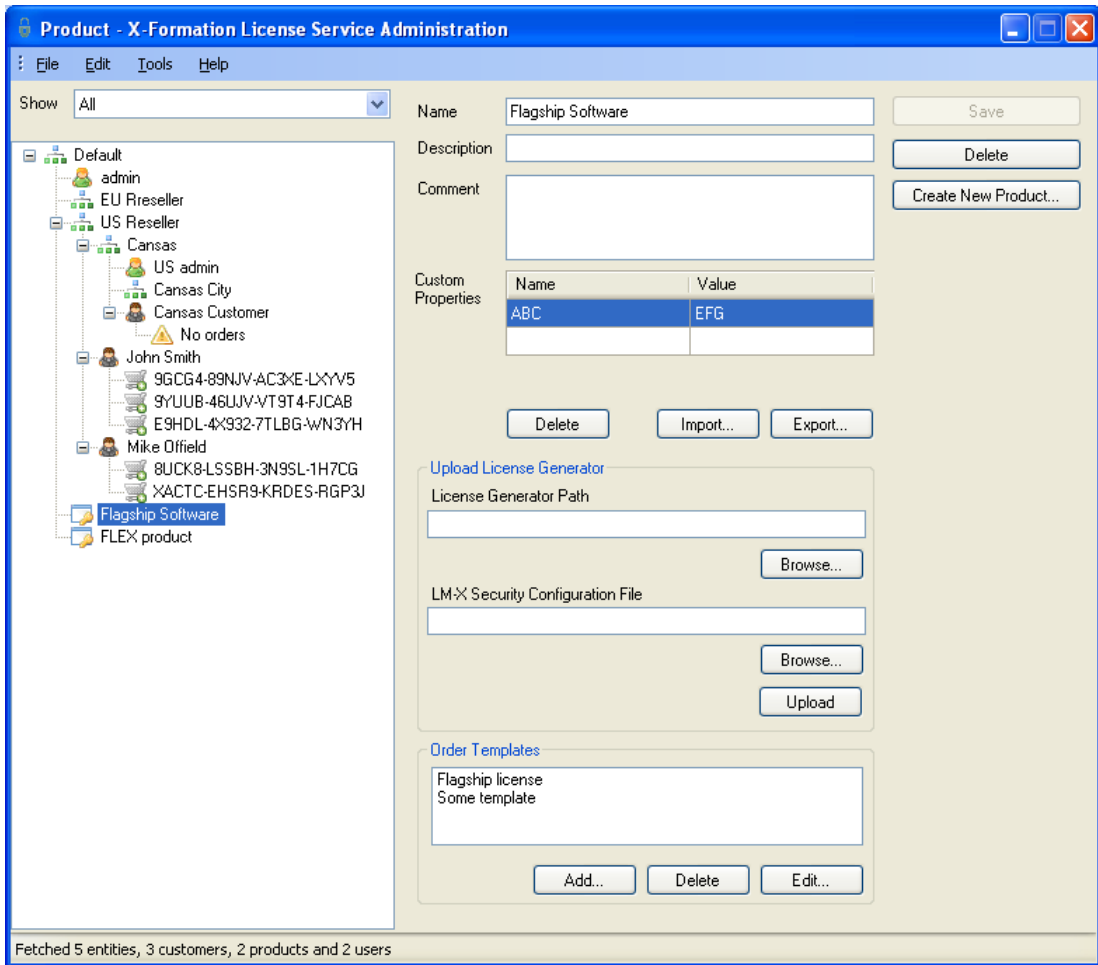 Product - X-Formation License Service Administration
File Edit Tools Help
Show All
Default
admin
EU Rreseller
US Reseller
Cansas
US admin
Cansas City
Cansas Customer
No orders
John Smith
9GCG4-89NJV-AC3XE-LXYV5
9YUUB-46UJV-VT9T4-FJCAB
E9HDL-4X932-7TLBG-WN3YH
Mike Offield
8UCK8-LSSBH-3N9SL-1H7CG
XACTC-EHSR9-KRDES-RGP3J
Flagship Software
FLEX product
Name Flagship Software
Description
Comment
Custom Properties
Name Value
ABC EFG
Delete Import... Export...
Upload License Generator
License Generator Path
Browse...
LM-X Security Configuration File
Browse...
Upload
Order Templates
Flagship license
Some template
Add... Delete Edit...
Save
Delete
Create New Product...
Fetched 5 entities, 3 customers, 2 products and 2 users